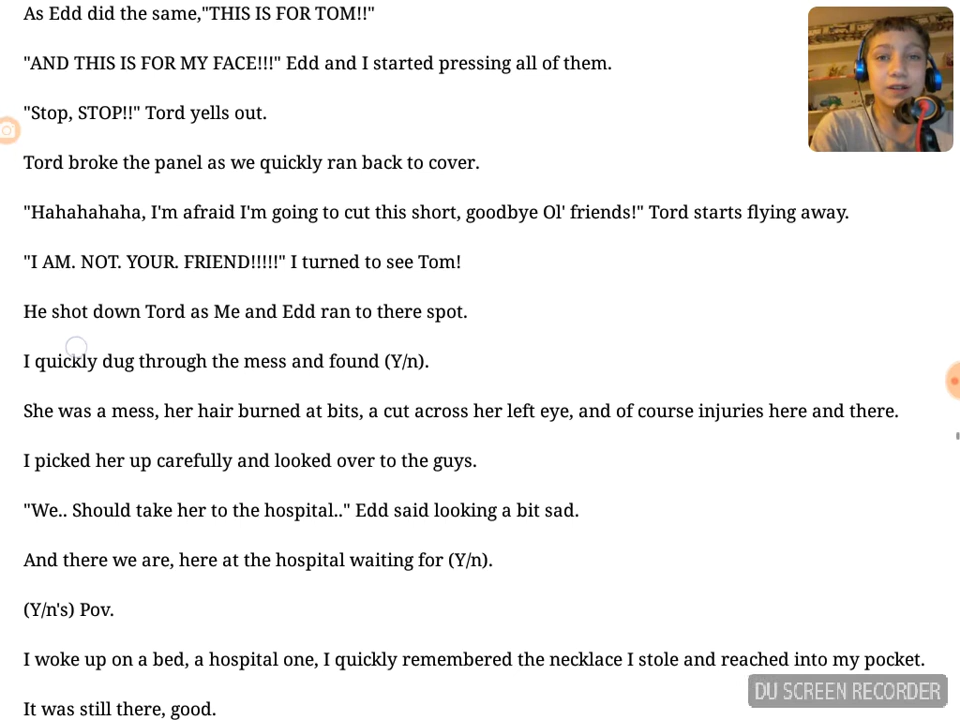 As Edd did the same,"THIS IS FOR TOM!!"
"AND THIS IS FOR MY FACE!!!" Edd and I started pressing all of them.
"Stop, STOP!!" Tord yells out.
Tord broke the panel as we quickly ran back to cover.
"Hahahahaha, I'm afraid I'm going to cut this short, goodbye Ol' friends!" Tord starts flying away.
"I AM. NOT. YOUR. FRIEND!!!!!" I turned to see Tom!
He shot down Tord as Me and Edd ran to there spot.
I quickly dug through the mess and found (Y/n).
She was a mess, her hair burned at bits, a cut across her left eye, and of course injuries here and there.
I picked her up carefully and looked over to the guys.
"We.. Should take her to the hospital.." Edd said looking a bit sad.
And there we are, here at the hospital waiting for (Y/n).
(Y/n's) Pov.
I woke up on a bed, a hospital one, I quickly remembered the necklace I stole and reached into my pocket.
DU SCREEN RECORDER
It was still there, good.